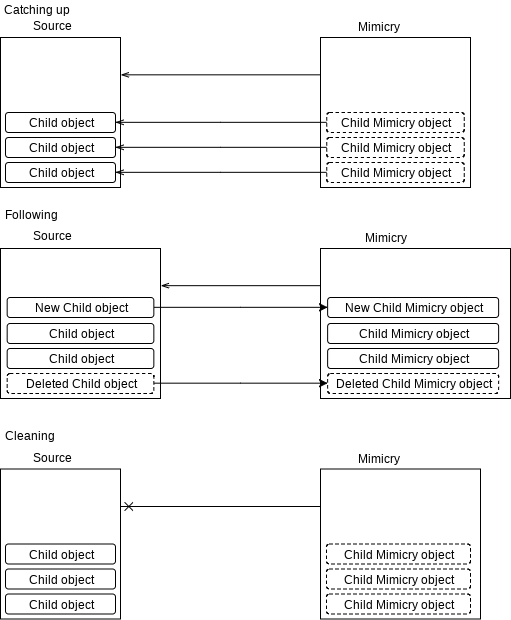 Catching up
Source
Mimicry
Child object
Child Mimicry object
Child object
Child Mimicry object
Child object
Child Mimicry object
Following
Source
Mimicry
New Child object
New Child Mimicry object
Child object
Child Mimicry object
Child object
Child Mimicry object
Deleted Child object
Deleted Child Mimicry object
Cleaning
Source
Mimicry
Child object
Child Mimicry object
Child object
Child Mimicry object
Child object
Child Mimicry object